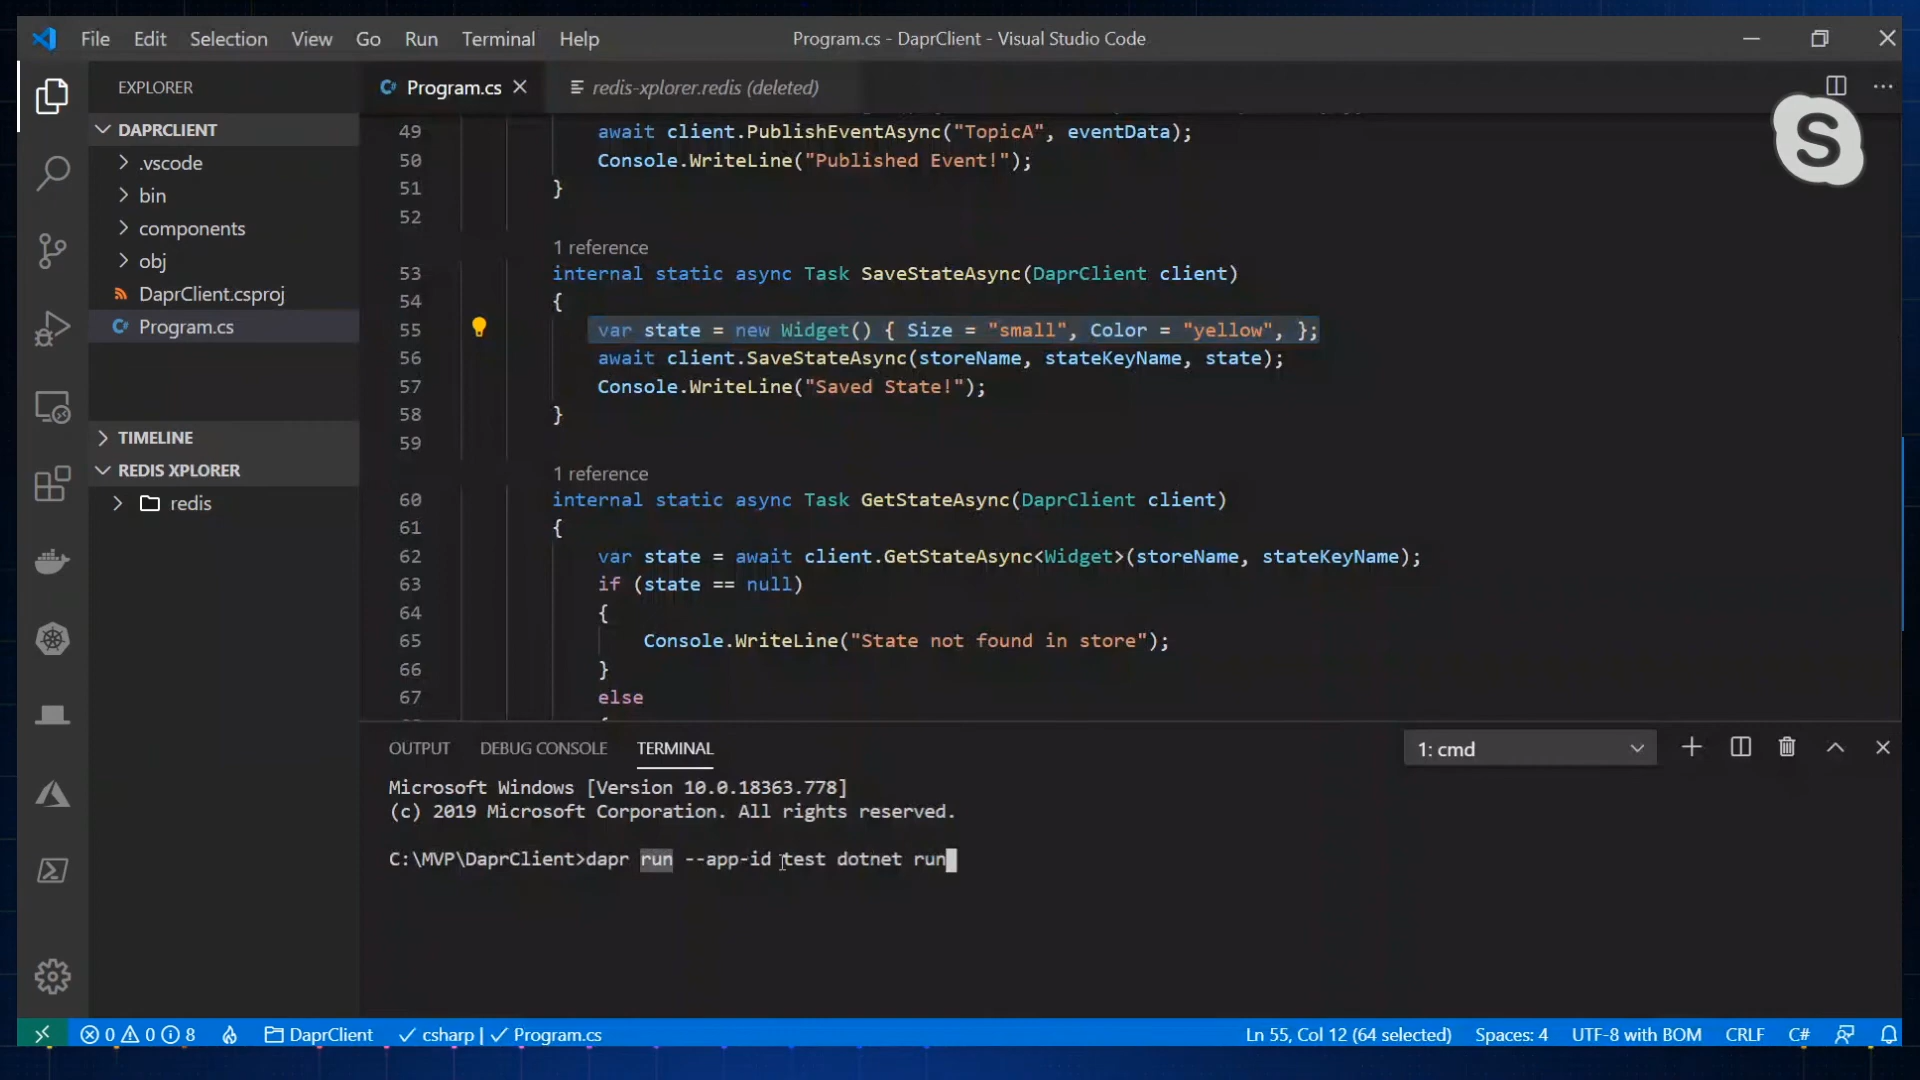 File Edit Selection View Go Run Terminal Help Program.cs - DaprClient - Visual Studio Code
EXPLORER
DAPRCLIENT
.vscode
bin
components
obj
DaprClient.csproj
Program.cs
TIMELINE
REDIS XPLORER
redis
Program.cs redis-xplorer.redis (deleted)
49 await client.PublishEventAsync("TopicA", eventData);
50 Console.WriteLine("Published Event!");
51 }
52
1 reference
53 internal static async Task SaveStateAsync(DaprClient client)
54 {
55 var state = new Widget() { Size = "small", Color = "yellow", };
56 await client.SaveStateAsync(storeName, stateKeyName, state);
57 Console.WriteLine("Saved State!");
58 }
59
1 reference
60 internal static async Task GetStateAsync(DaprClient client)
61 {
62 var state = await client.GetStateAsync<Widget>(storeName, stateKeyName);
63 if (state == null)
64 {
65 Console.WriteLine("State not found in store");
66 }
67 else
S
OUTPUT DEBUG CONSOLE TERMINAL 1: cmd
Microsoft Windows [Version 10.0.18363.778]
(c) 2019 Microsoft Corporation. All rights reserved.
C:\MVP\DaprClient>dapr run --app-id test dotnet run
0 0 8 DaprClient csharp | Program.cs Ln 55, Col 12 (64 selected) Spaces: 4 UTF-8 with BOM CRLF C#